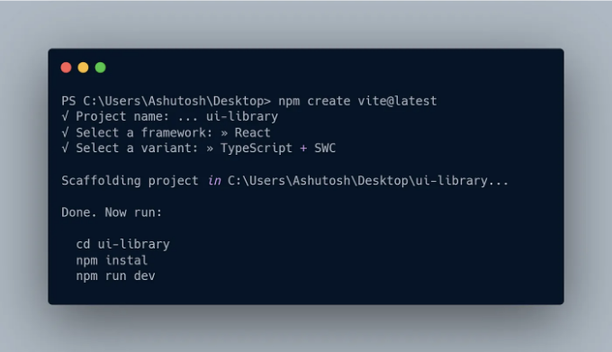 PS C:\Users\Ashutosh\Desktop> npm create vite@latest
√ Project name: ... ui-library
√ Select a framework: » React
√ Select a variant: » TypeScript + SWC
Scaffolding project in C:\Users\Ashutosh\Desktop\ui-library...
Done. Now run:
cd ui-library
npm instal
npm run dev